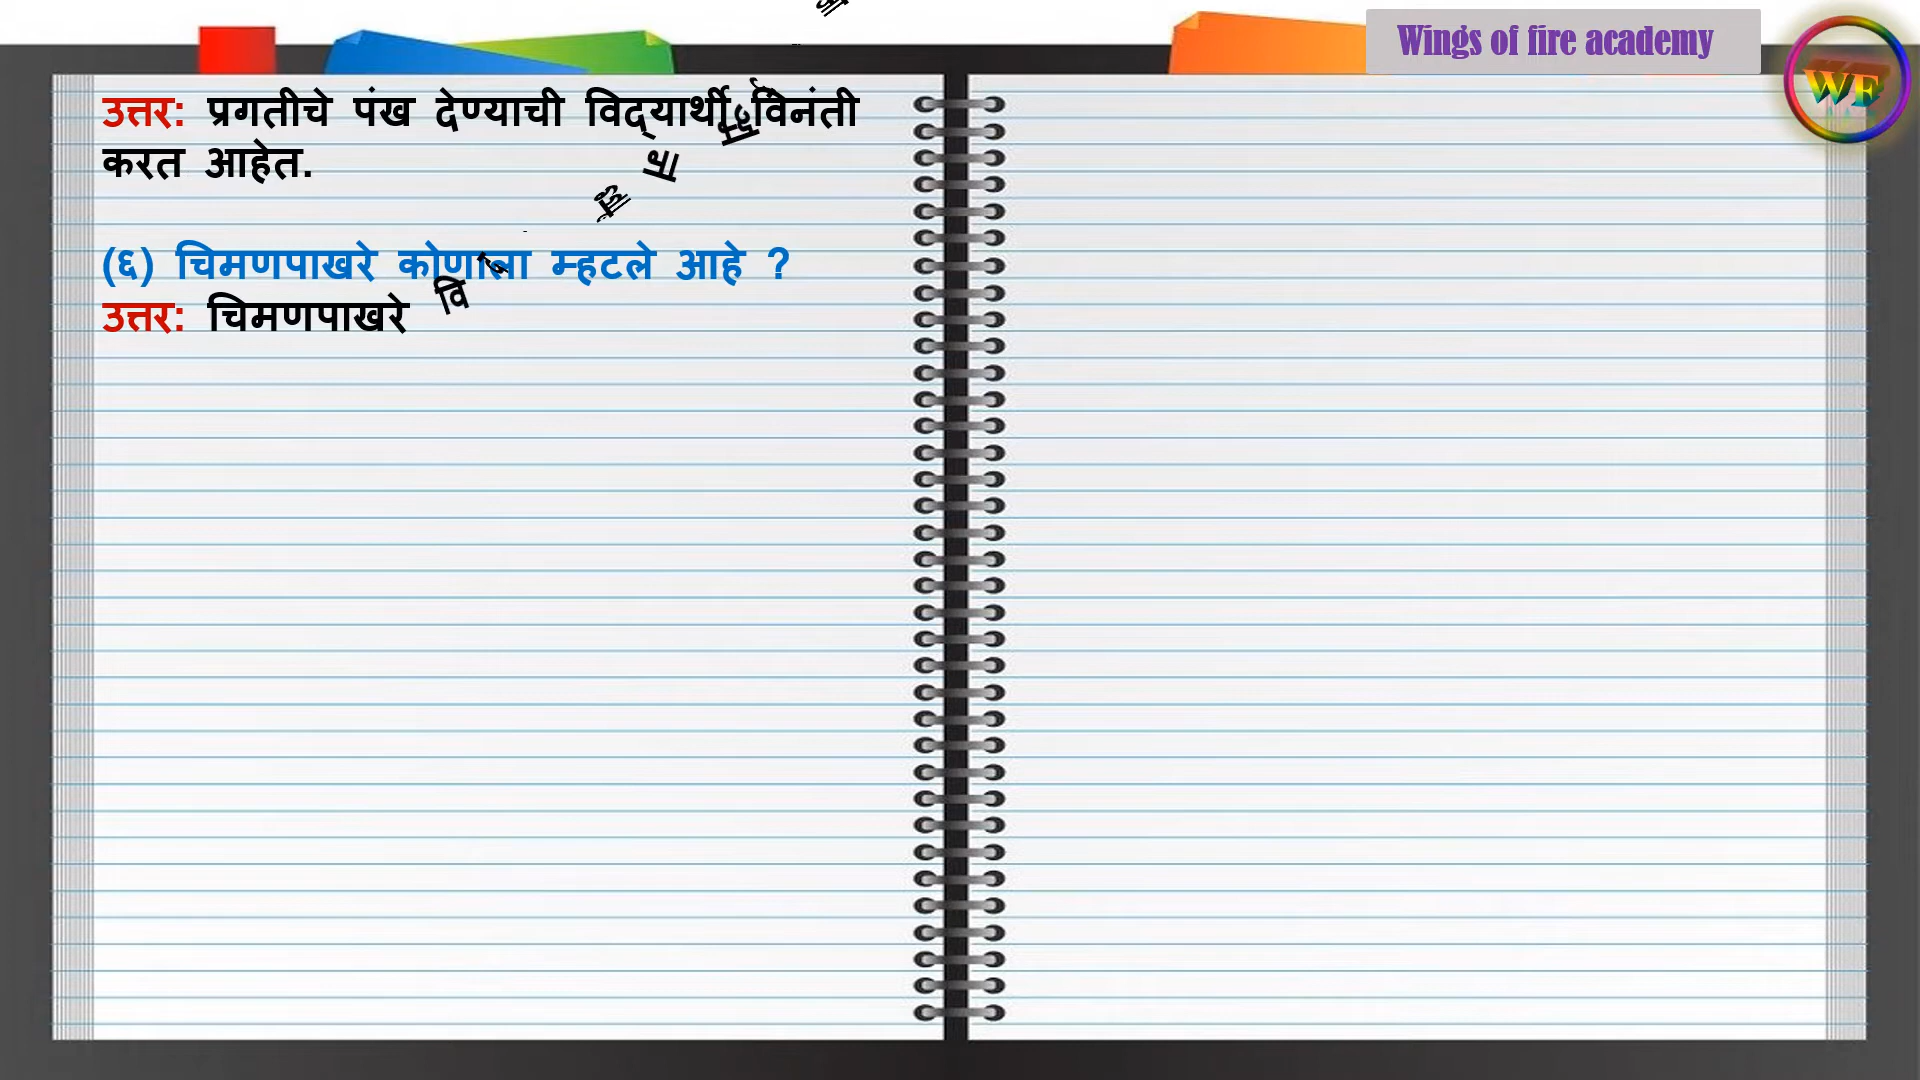 Wings of fire academy
WF
उत्तर: प्रगतीचे पंख देण्याची विद्यार्थी विनंती
करत आहेत.
(६) चिमणपाखरे कोणाला म्हटले आहे ?
उत्तर: चिमणपाखरे वि